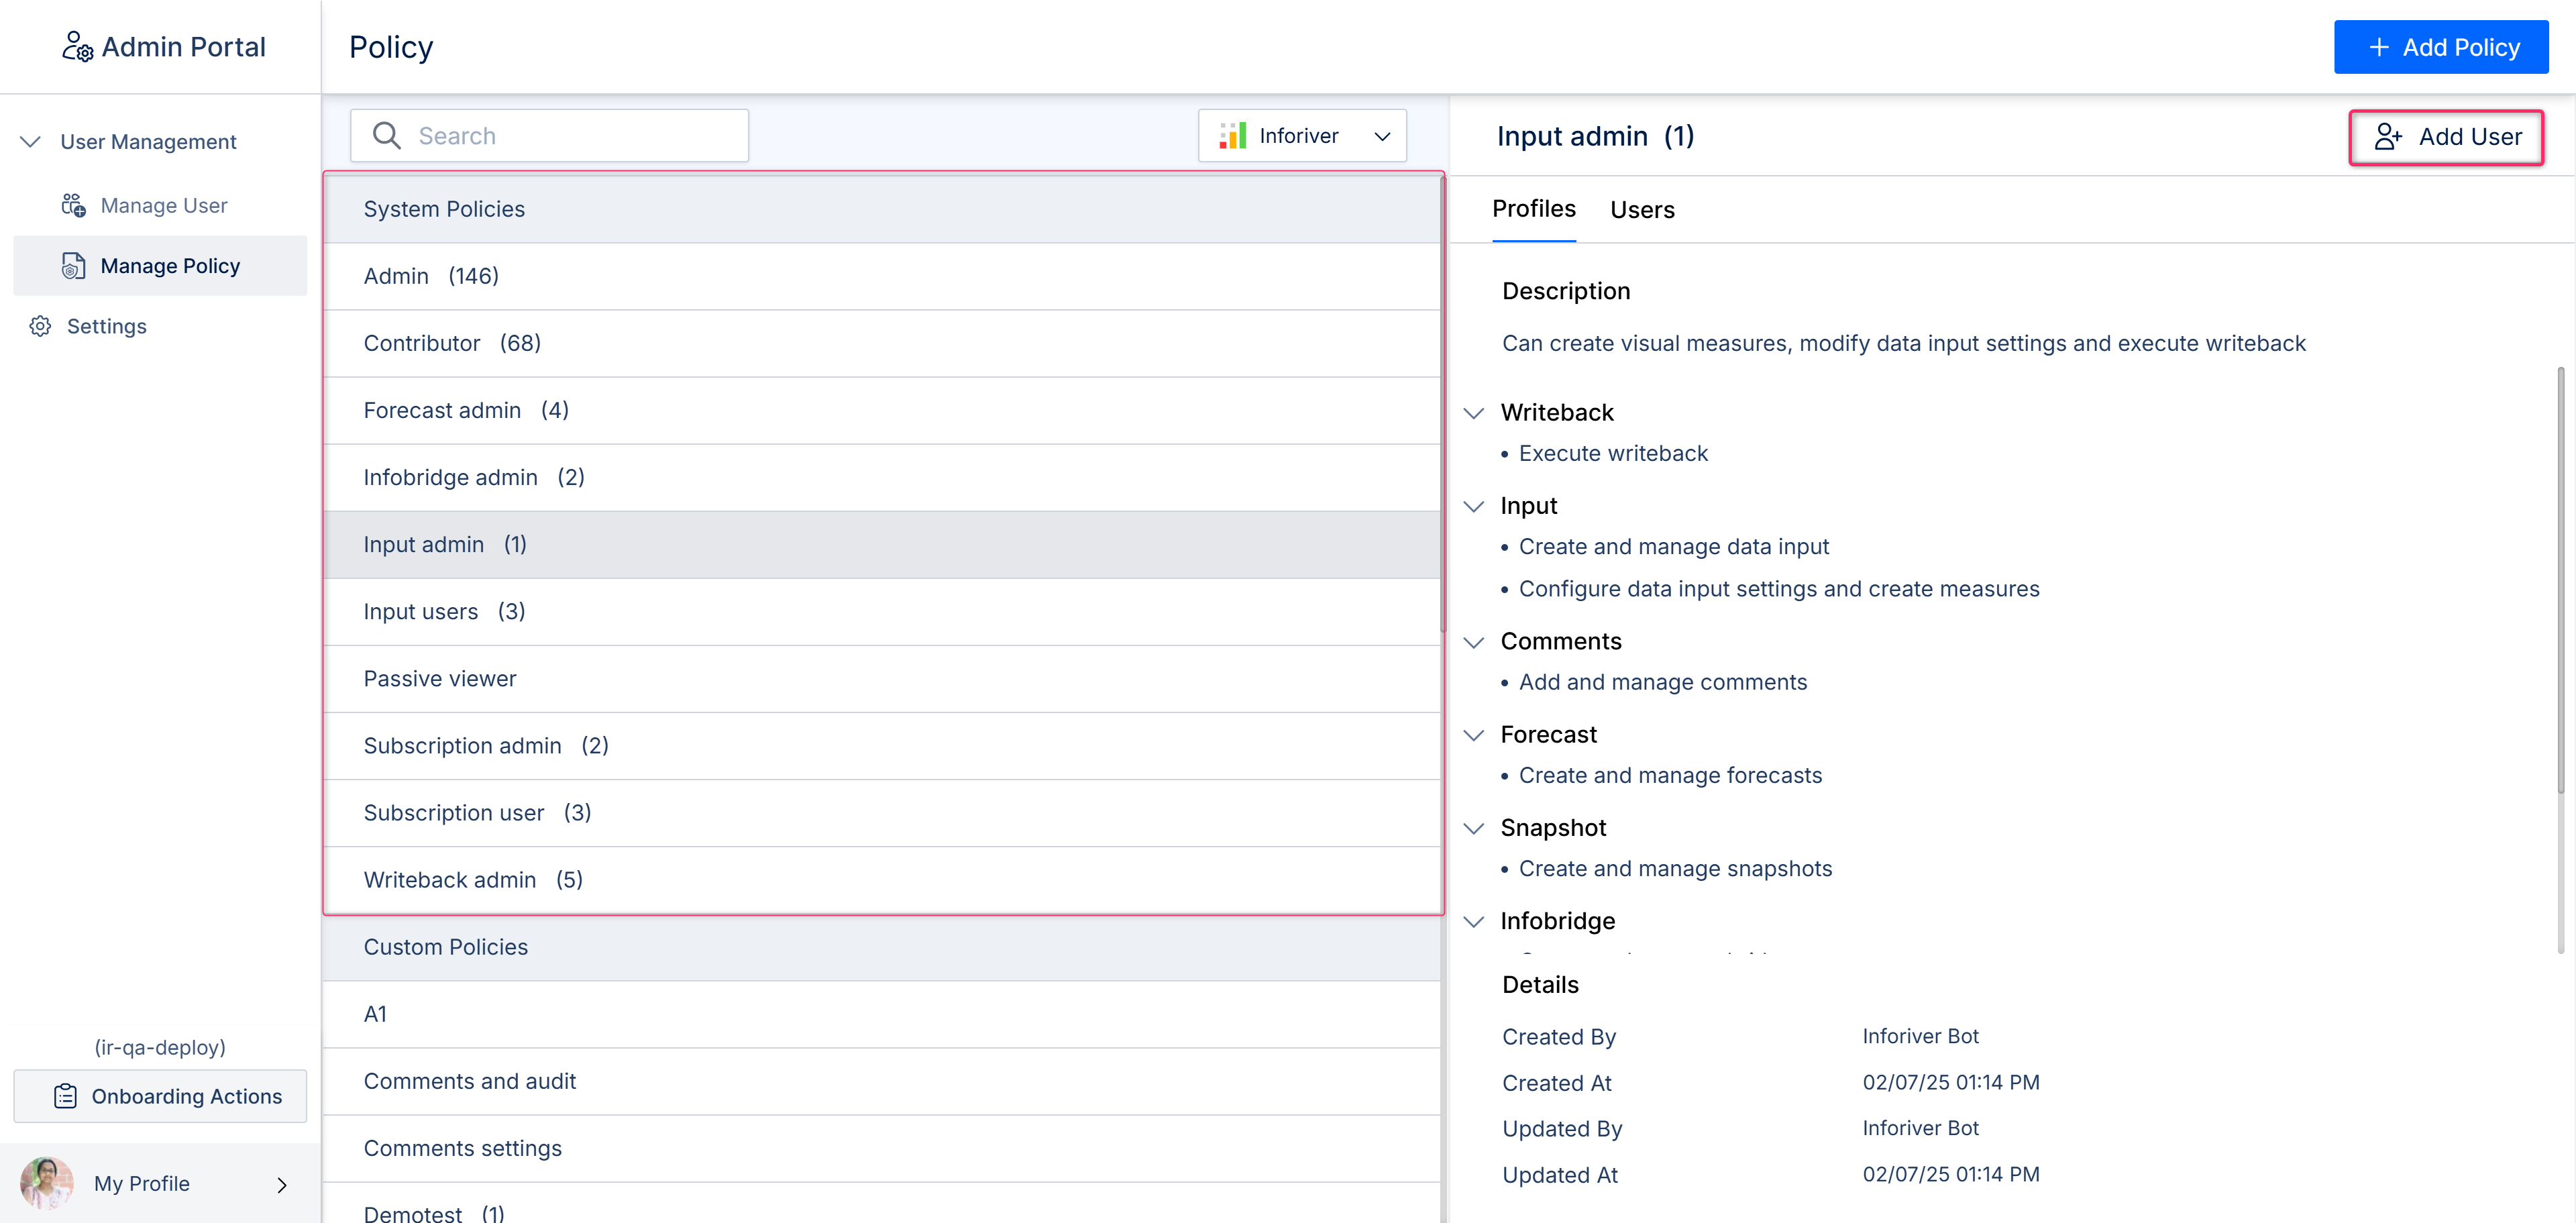 Admin Portal
User Management
Manage User
Manage Policy
Settings
(ir-qa-deploy)
Onboarding Actions
My Profile
Policy
Add Policy
Search
Inforiver
System Policies
Admin (146)
Contributor (68)
Forecast admin (4)
Infobridge admin (2)
Input admin (1)
Input users (3)
Passive viewer
Subscription admin (2)
Subscription user (3)
Writeback admin (5)
Custom Policies
A1
Comments and audit
Comments settings
Demotest (1)
Input admin (1)
Add User
Profiles Users
Description
Can create visual measures, modify data input settings and execute writeback
Writeback
• Execute writeback
Input
• Create and manage data input
• Configure data input settings and create measures
Comments
• Add and manage comments
Forecast
• Create and manage forecasts
Snapshot
• Create and manage snapshots
Infobridge
Details
Created By Inforiver Bot
Created At 02/07/25 01:14 PM
Updated By Inforiver Bot
Updated At 02/07/25 01:14 PM